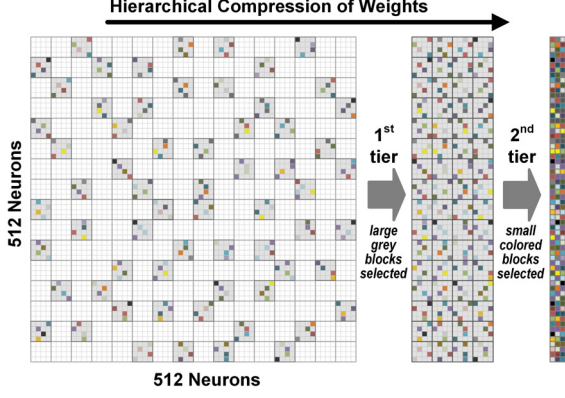 Hierarchical Compression of Weights
512 Neurons
1st
tier
large
grey
blocks
selected
2nd
tier
small
colored
blocks
selected
512 Neurons